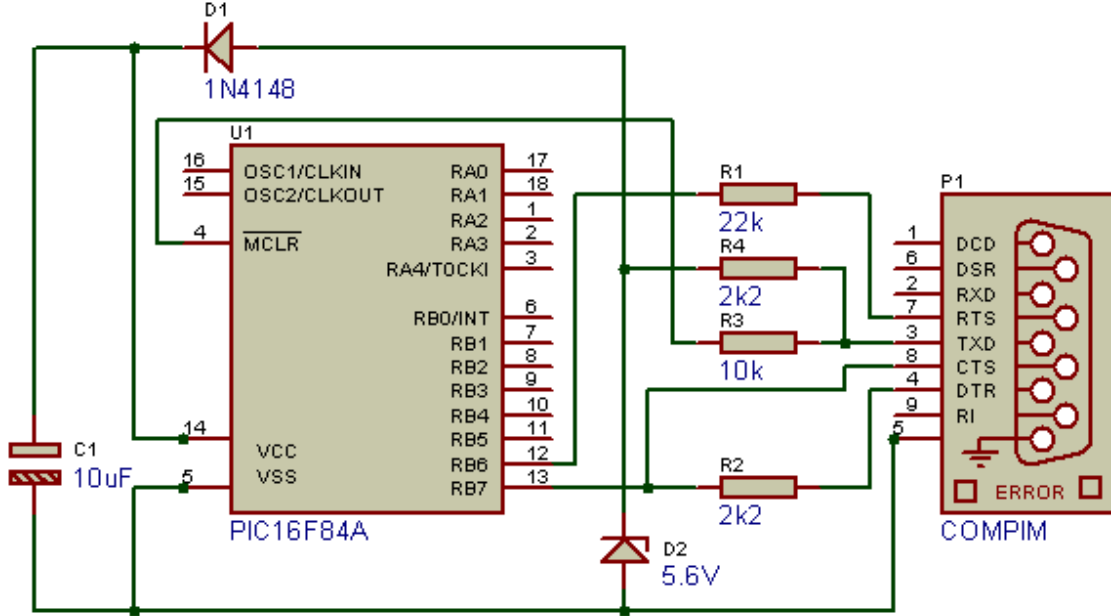 D1
1N4148
U1
16 OSC1/CLKIN RA0 17
15 OSC2/CLKOUT RA1 18
RA2 1
4 MCLR RA3 2
RA4/T0CKI 3
RB0/INT 6
RB1 7
RB2 8
RB3 9
RB4 10
14 VCC RB5 11
RB6 12
5 VSS RB7 13
PIC16F84A
C1
10uF
R1
22k
R4
2k2
R3
10k
R2
2k2
D2
5.6V
P1
1 DCD
6 DSR
2 RXD
7 RTS
3 TXD
8 CTS
4 DTR
9 RI
5
ERROR
COMPIM